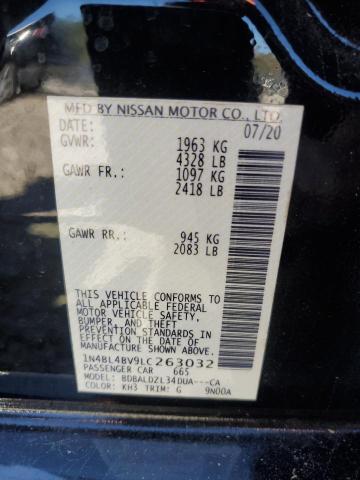 MFD BY NISSAN MOTOR CO., LTD.
DATE: 07/20
GVWR: 1963 KG
4328 LB
GAWR FR.: 1097 KG
2418 LB
GAWR RR.: 945 KG
2083 LB
THIS VEHICLE CONFORMS TO
ALL APPLICABLE FEDERAL
MOTOR VEHICLE SAFETY,
BUMPER, AND THEFT
PREVENTION STANDARDS IN
EFFECT ON THE DATE OF
MANUFACTURE SHOWN ABOVE.
1N4BL4BV9LC263032
PASSENGER CAR 665
MODEL: BDBALDZL34DUA---CA
COLOR: KH3 TRIM: G 9N00A